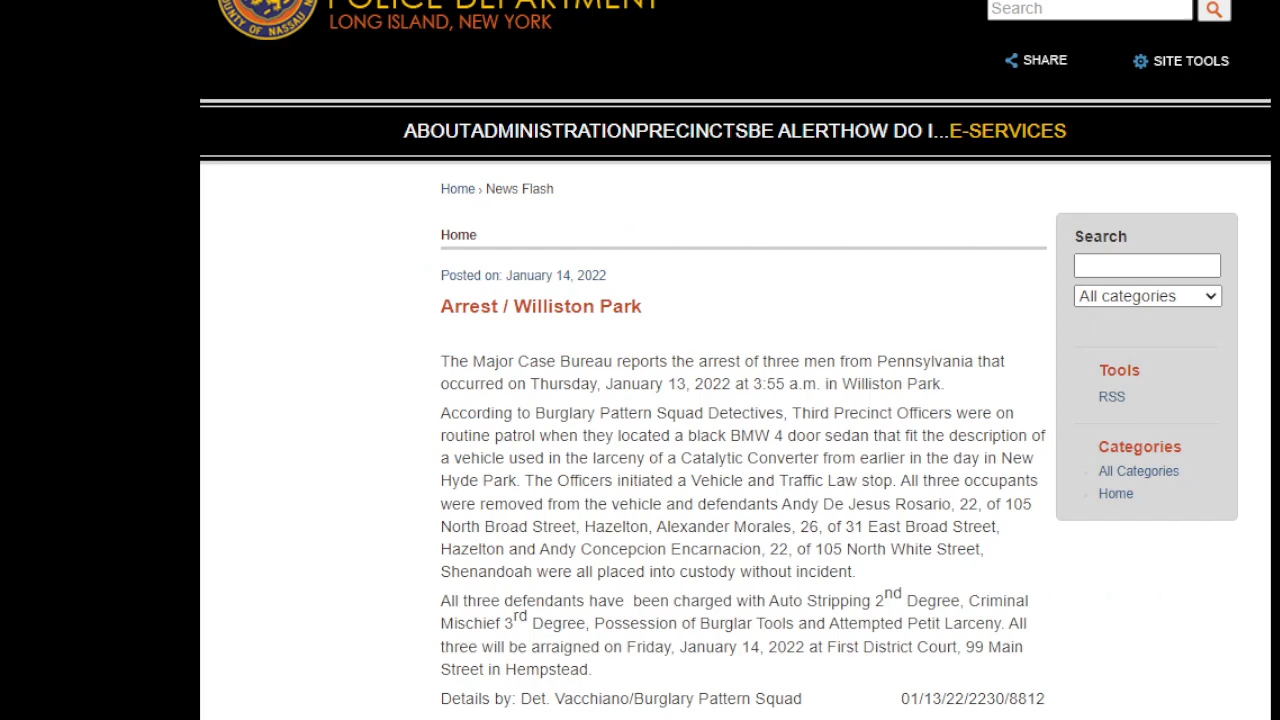 POLICE DEPARTMENT
COUNTY OF NASSAU N
LONG ISLAND, NEW YORK
Search
SHARE
SITE TOOLS
ABOUTADMINISTRATIONPRECINCTSBE ALERTHOW DO I...E-SERVICES
Home › News Flash
Home
Posted on: January 14, 2022
Arrest / Williston Park
The Major Case Bureau reports the arrest of three men from Pennsylvania that
occurred on Thursday, January 13, 2022 at 3:55 a.m. in Williston Park.
According to Burglary Pattern Squad Detectives, Third Precinct Officers were on
routine patrol when they located a black BMW 4 door sedan that fit the description of
a vehicle used in the larceny of a Catalytic Converter from earlier in the day in New
Hyde Park. The Officers initiated a Vehicle and Traffic Law stop. All three occupants
were removed from the vehicle and defendants Andy De Jesus Rosario, 22, of 105
North Broad Street, Hazelton, Alexander Morales, 26, of 31 East Broad Street,
Hazelton and Andy Concepcion Encarnacion, 22, of 105 North White Street,
Shenandoah were all placed into custody without incident.
All three defendants have  been charged with Auto Stripping 2nd Degree, Criminal
Mischief 3rd Degree, Possession of Burglar Tools and Attempted Petit Larceny. All
three will be arraigned on Friday, January 14, 2022 at First District Court, 99 Main
Street in Hempstead.
Details by: Det. Vacchiano/Burglary Pattern Squad 01/13/22/2230/8812
Search
All categories
Tools
RSS
Categories
All Categories
Home